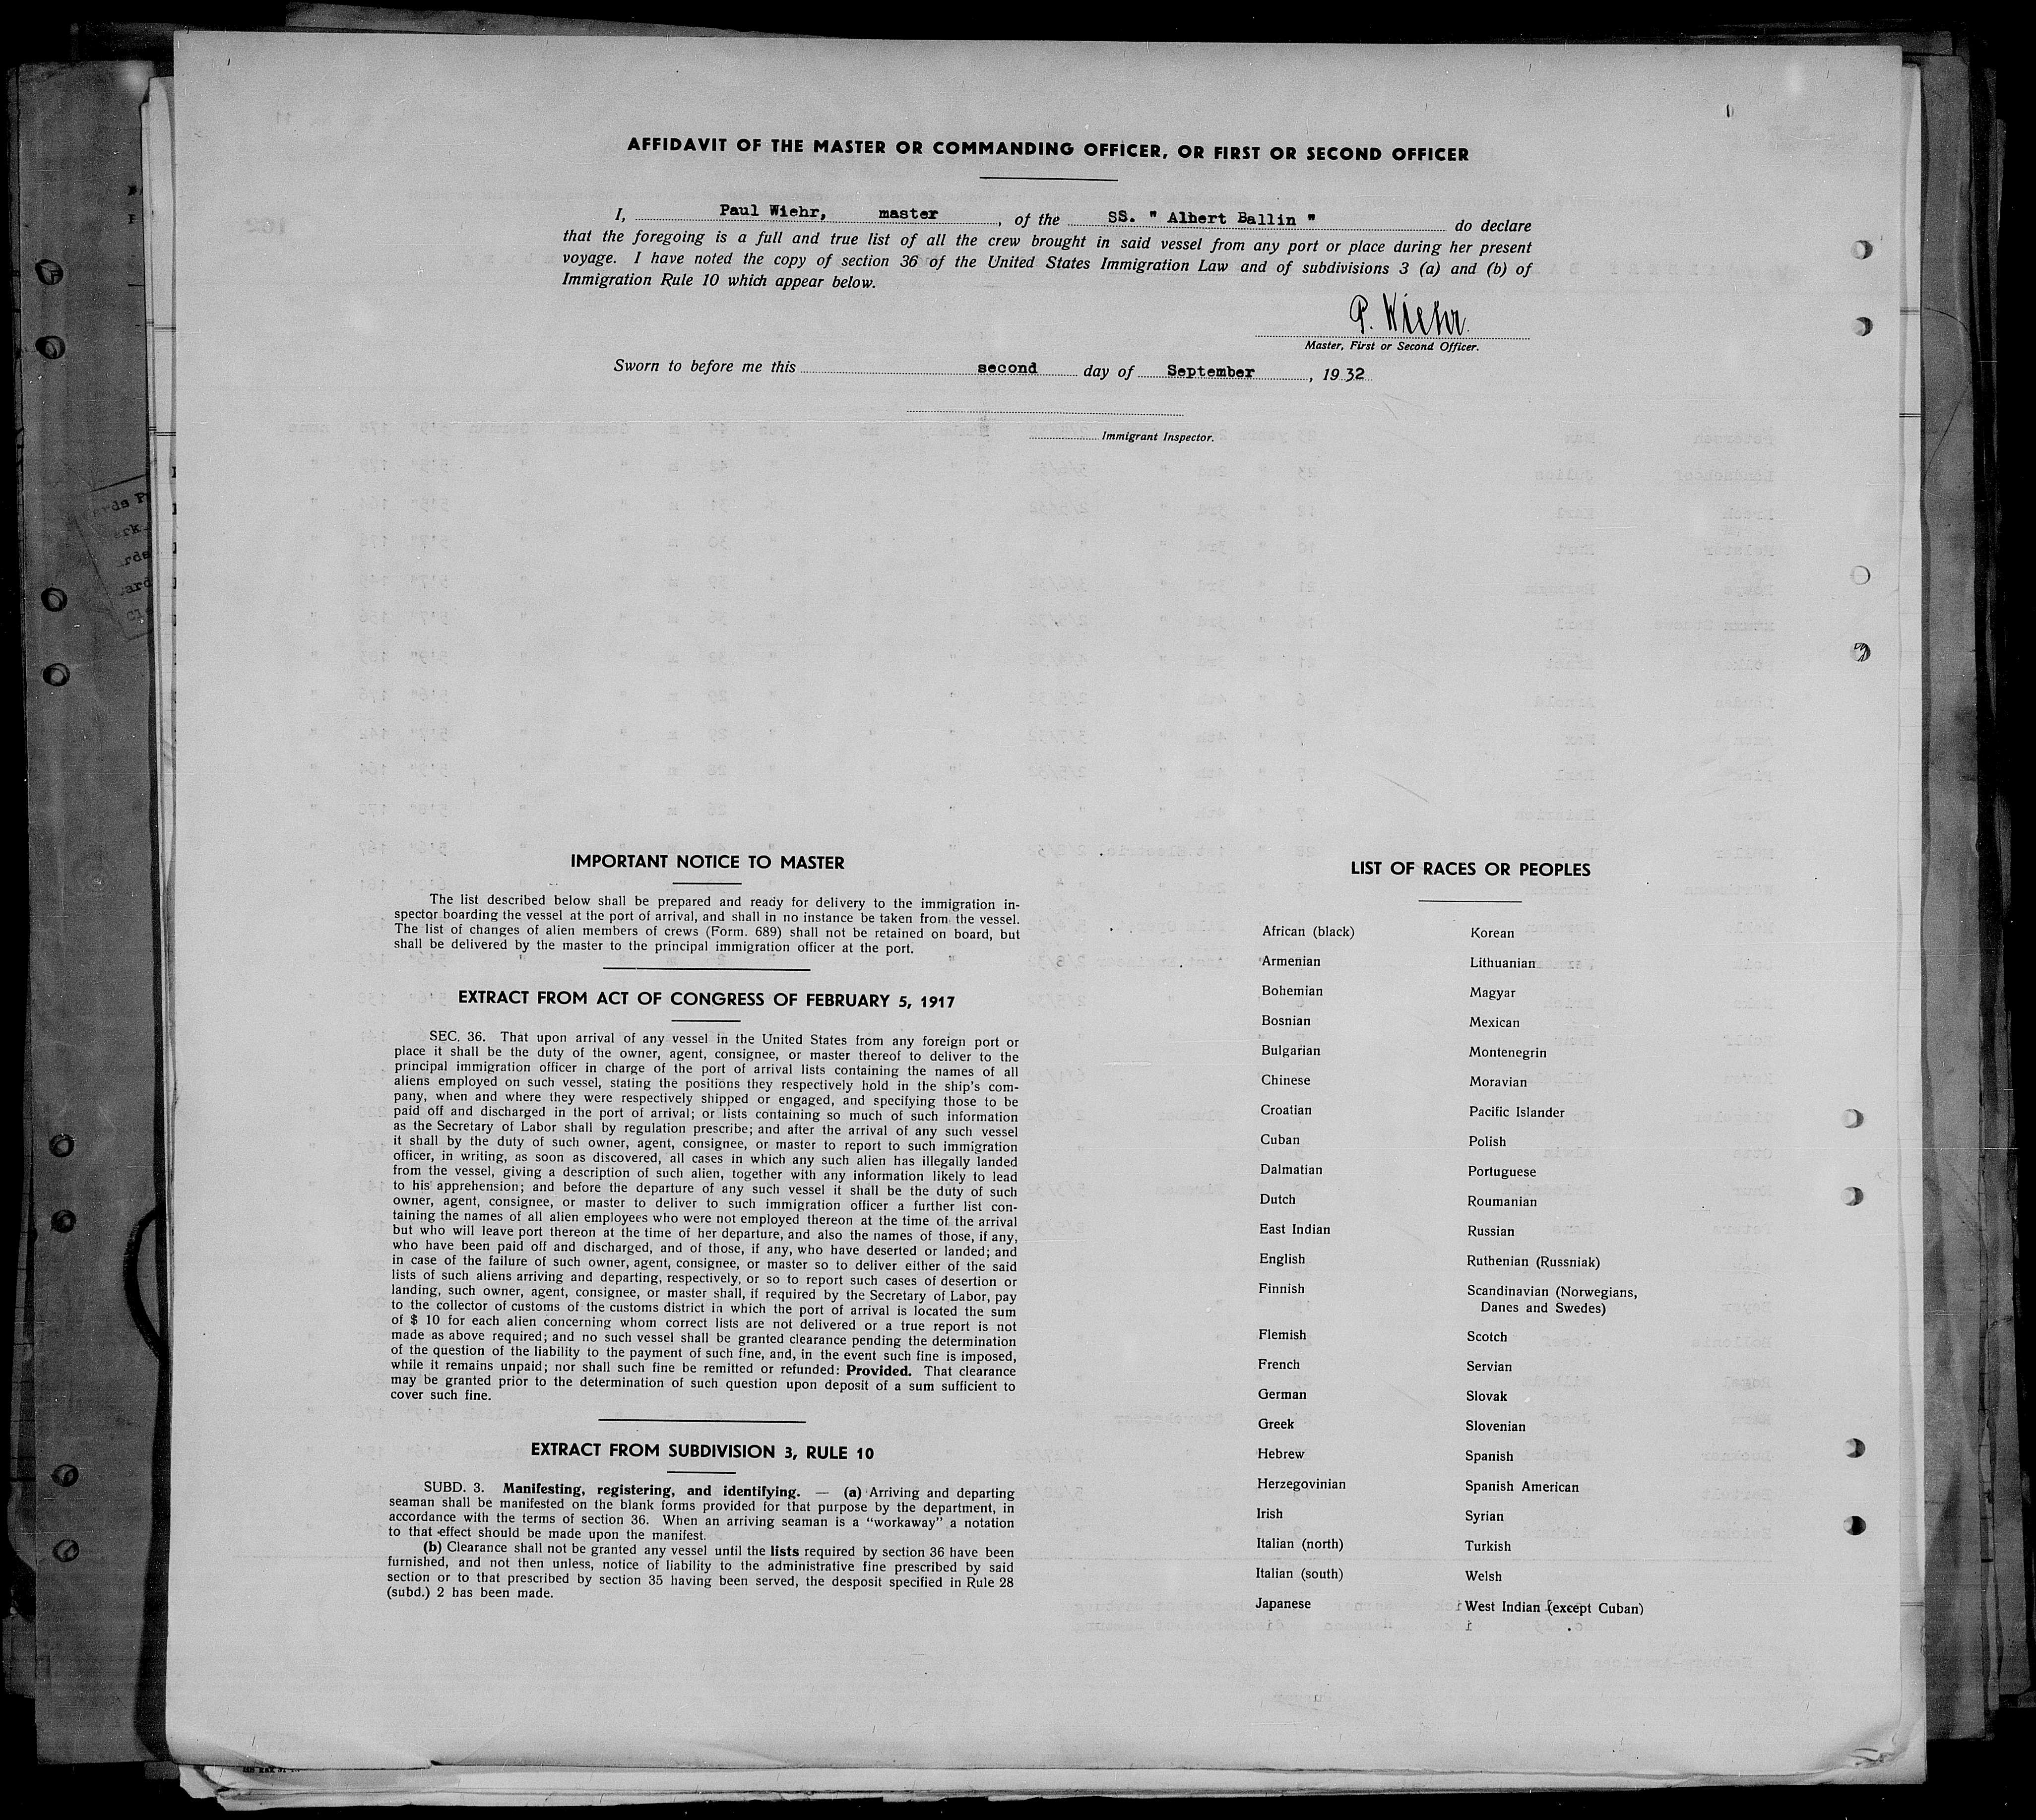 AFFIDAVIT OF THE MASTER OR COMMANDING OFFICER, OR FIRST OR SECOND OFFICER
I, Paul Wiehr, master, of the SS. " Albert Ballin " do declare
that the foregoing is a full and true list of all the crew brought in said vessel from any port or place during her present
voyage. I have noted the copy of section 36 of the United States Immigration Law and of subdivisions 3 (a) and (b) of
Immigration Rule 10 which appear below.
P. Wiehr.
Master, First or Second Officer.
Sworn to before me this second day of September, 1932
Immigrant Inspector.
IMPORTANT NOTICE TO MASTER
The list described below shall be prepared and ready for delivery to the immigration in-
spector boarding the vessel at the port of arrival, and shall in no instance be taken from the vessel.
The list of changes of alien members of crews (Form. 689) shall not be retained on board, but
shall be delivered by the master to the principal immigration officer at the port.
EXTRACT FROM ACT OF CONGRESS OF FEBRUARY 5, 1917
SEC. 36. That upon arrival of any vessel in the United States from any foreign port or
place it shall be the duty of the owner, agent, consignee, or master thereof to deliver to the
principal immigration officer in charge of the port of arrival lists containing the names of all
aliens employed on such vessel, stating the positions they respectively hold in the ship's com-
pany, when and where they were respectively shipped or engaged, and specifying those to be
paid off and discharged in the port of arrival; or lists containing so much of such information
as the Secretary of Labor shall by regulation prescribe; and after the arrival of any such vessel
it shall by the duty of such owner, agent, consignee, or master to report to such immigration
officer, in writing, as soon as discovered, all cases in which any such alien has illegally landed
from the vessel, giving a description of such alien, together with any information likely to lead
to his apprehension; and before the departure of any such vessel it shall be the duty of such
owner, agent, consignee, or master to deliver to such immigration officer a further list con-
taining the names of all alien employees who were not employed thereon at the time of the arrival
but who will leave port thereon at the time of her departure, and also the names of those, if any,
who have been paid off and discharged, and of those, if any, who have deserted or landed; and
in case of the failure of such owner, agent, consignee, or master so to deliver either of the said
lists of such aliens arriving and departing, respectively, or so to report such cases of desertion or
landing, such owner, agent, consignee, or master shall, if required by the Secretary of Labor, pay
to the collector of customs of the customs district in which the port of arrival is located the sum
of $ 10 for each alien concerning whom correct lists are not delivered or a true report is not
made as above required; and no such vessel shall be granted clearance pending the determination
of the question of the liability to the payment of such fine, and, in the event such fine is imposed,
while it remains unpaid; nor shall such fine be remitted or refunded: Provided. That clearance
may be granted prior to the determination of such question upon deposit of a sum sufficient to
cover such fine.
EXTRACT FROM SUBDIVISION 3, RULE 10
SUBD. 3. Manifesting, registering, and identifying. — (a) Arriving and departing
seaman shall be manifested on the blank forms provided for that purpose by the department, in
accordance with the terms of section 36. When an arriving seaman is a "workaway" a notation
to that effect should be made upon the manifest.
(b) Clearance shall not be granted any vessel until the lists required by section 36 have been
furnished, and not then unless, notice of liability to the administrative fine prescribed by said
section or to that prescribed by section 35 having been served, the desposit specified in Rule 28
(subd.) 2 has been made.
LIST OF RACES OR PEOPLES
African (black)
Armenian
Bohemian
Bosnian
Bulgarian
Chinese
Croatian
Cuban
Dalmatian
Dutch
East Indian
English
Finnish
Flemish
French
German
Greek
Hebrew
Herzegovinian
Irish
Italian (north)
Italian (south)
Japanese
Korean
Lithuanian
Magyar
Mexican
Montenegrin
Moravian
Pacific Islander
Polish
Portuguese
Roumanian
Russian
Ruthenian (Russniak)
Scandinavian (Norwegians,
Danes and Swedes)
Scotch
Servian
Slovak
Slovenian
Spanish
Spanish American
Syrian
Turkish
Welsh
West Indian (except Cuban)